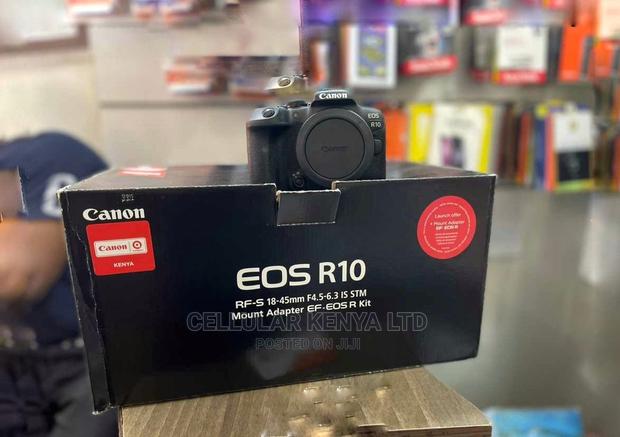 Canon
EOS
R10
Canon
Canon
Canon
KENYA
Launch offer
+ Mount Adapter
EF-EOS R
EOS R10
RF-S 18-45mm F4.5-6.3 IS STM
Mount Adapter EF-EOS R Kit
CELLULAR KENYA LTD
POSTED ON JIJI